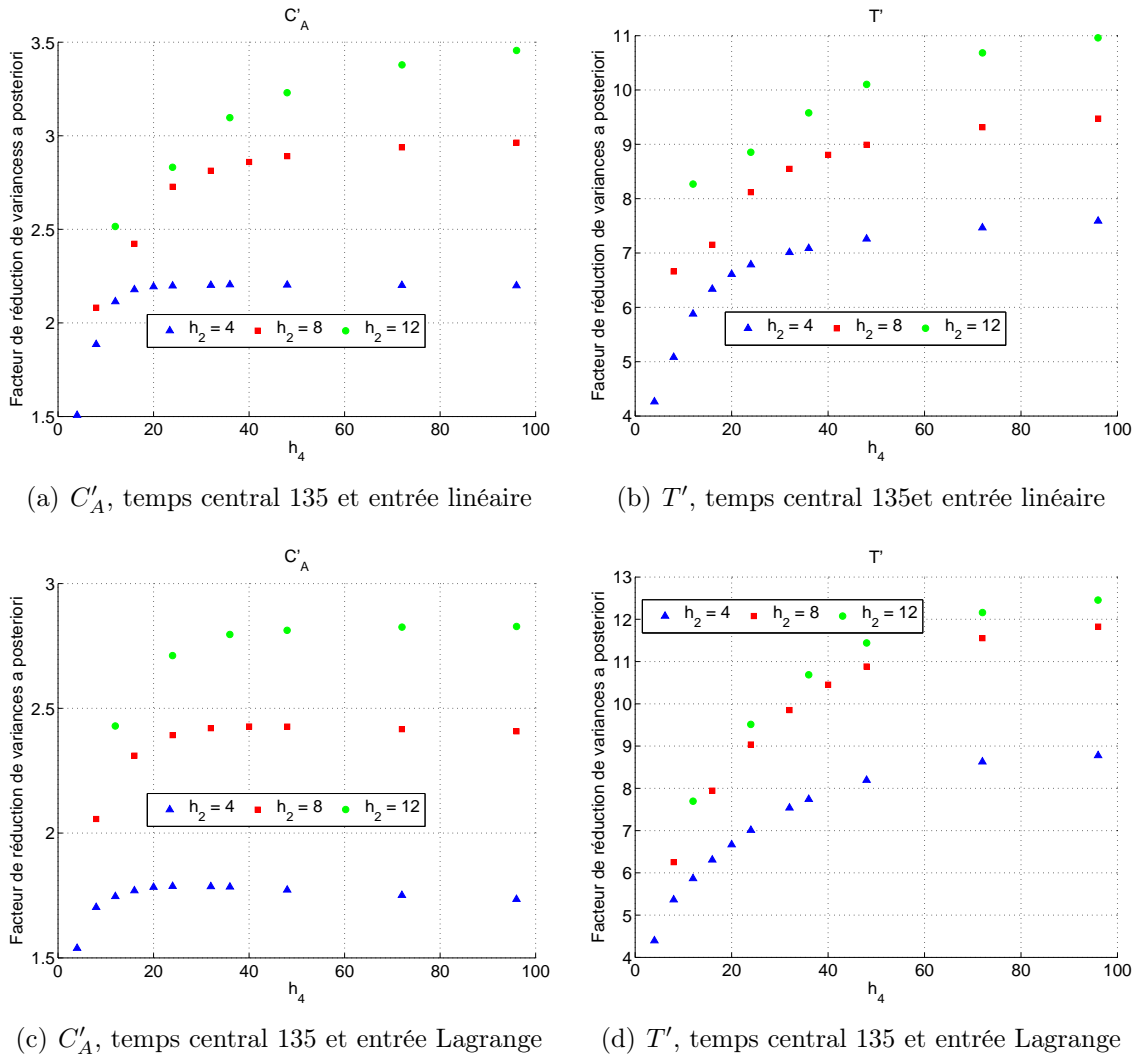 C'A
Facteur de réduction de variancess a posteriori
3.5
3
2.5
2
1.5
0 20 40 60 80 100
h4
h2 = 4 h2 = 8 h2 = 12
(a) C'A, temps central 135 et entrée linéaire
T'
Facteur de réduction de variances a posteriori
11
10
9
8
7
6
5
4
0 20 40 60 80 100
h4
h2 = 4 h2 = 8 h2 = 12
(b) T', temps central 135et entrée linéaire
C'A
Facteur de réduction de variances a posteriori
3
2.5
2
1.5
0 20 40 60 80 100
h4
h2 = 4 h2 = 8 h2 = 12
(c) C'A, temps central 135 et entrée Lagrange
T'
Facteur de réduction de variances a posteriori
13
12
11
10
9
8
7
6
5
4
0 20 40 60 80 100
h4
h2 = 4 h2 = 8 h2 = 12
(d) T', temps central 135 et entrée Lagrange